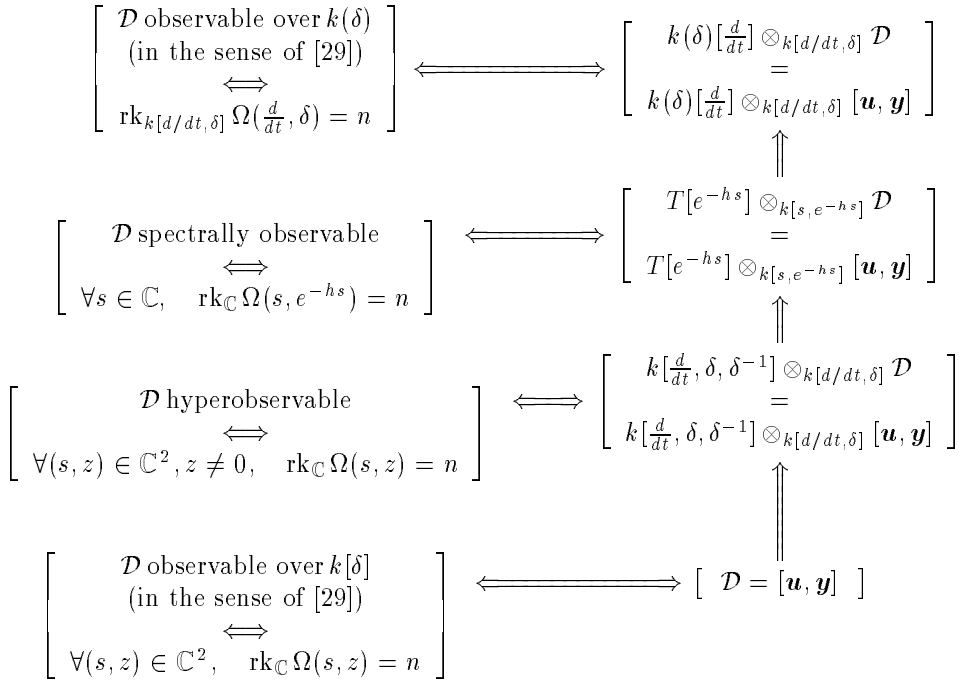 𝒟 observable over k(δ)
(in the sense of [29])
⟺
rk_{k[d/dt,δ]} Ω(d/dt, δ) = n
⟺
k(δ)[d/dt] ⊗_{k[d/dt,δ]} 𝒟
=
k(δ)[d/dt] ⊗_{k[d/dt,δ]} [u, y]
⇑
𝒟 spectrally observable
⟺
∀s ∈ ℂ, rk_ℂ Ω(s, e^{−hs}) = n
⟺
T[e^{−hs}] ⊗_{k[s,e^{−hs}]} 𝒟
=
T[e^{−hs}] ⊗_{k[s,e^{−hs}]} [u, y]
⇑
𝒟 hyperobservable
⟺
∀(s, z) ∈ ℂ², z ≠ 0, rk_ℂ Ω(s, z) = n
⟺
k[d/dt, δ, δ^{−1}] ⊗_{k[d/dt,δ]} 𝒟
=
k[d/dt, δ, δ^{−1}] ⊗_{k[d/dt,δ]} [u, y]
⇑
𝒟 observable over k[δ]
(in the sense of [29])
⟺
∀(s, z) ∈ ℂ², rk_ℂ Ω(s, z) = n
⟺
[ 𝒟 = [u, y] ]